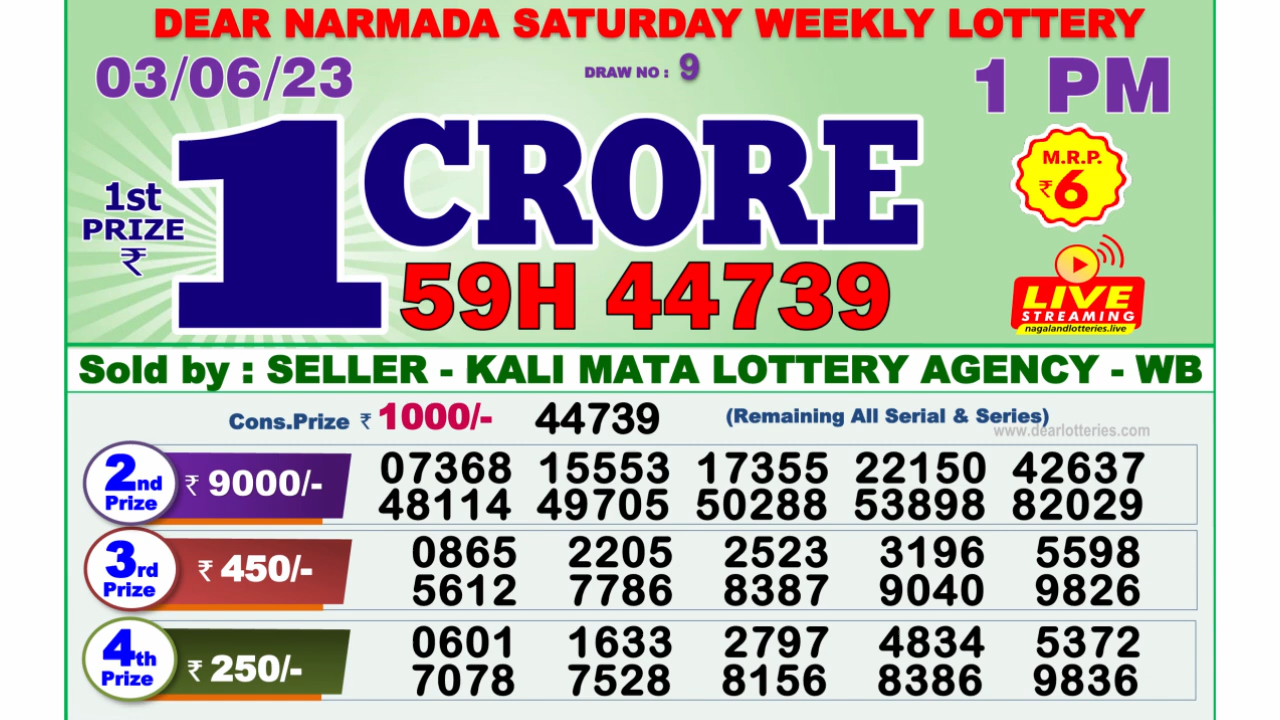 DEAR NARMADA SATURDAY WEEKLY LOTTERY
03/06/23
DRAW NO : 9
1 PM
1st
PRIZE
₹
1 CRORE
59H 44739
M.R.P.
₹6
LIVE
STREAMING
nagalandlotteries.live
Sold by : SELLER - KALI MATA LOTTERY AGENCY - WB
Cons.Prize ₹ 1000/- 44739 (Remaining All Serial & Series)
www.dearlotteries.com
2nd Prize ₹ 9000/-
07368 15553 17355 22150 42637
48114 49705 50288 53898 82029
3rd Prize ₹ 450/-
0865 2205 2523 3196 5598
5612 7786 8387 9040 9826
4th Prize ₹ 250/-
0601 1633 2797 4834 5372
7078 7528 8156 8386 9836